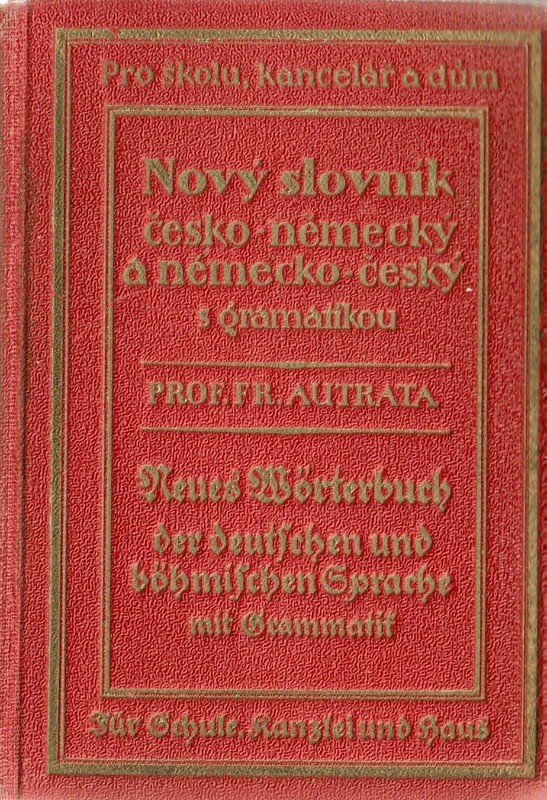 Pro školu, kancelář a dům
Nový slovník
česko-německý
a německo-český
s gramatikou
PROF. FR. AUTRATA
Neues Wörterbuch
der deutschen und
böhmischen Sprache
mit Grammatik
Für Schule, Kanzlei und Haus